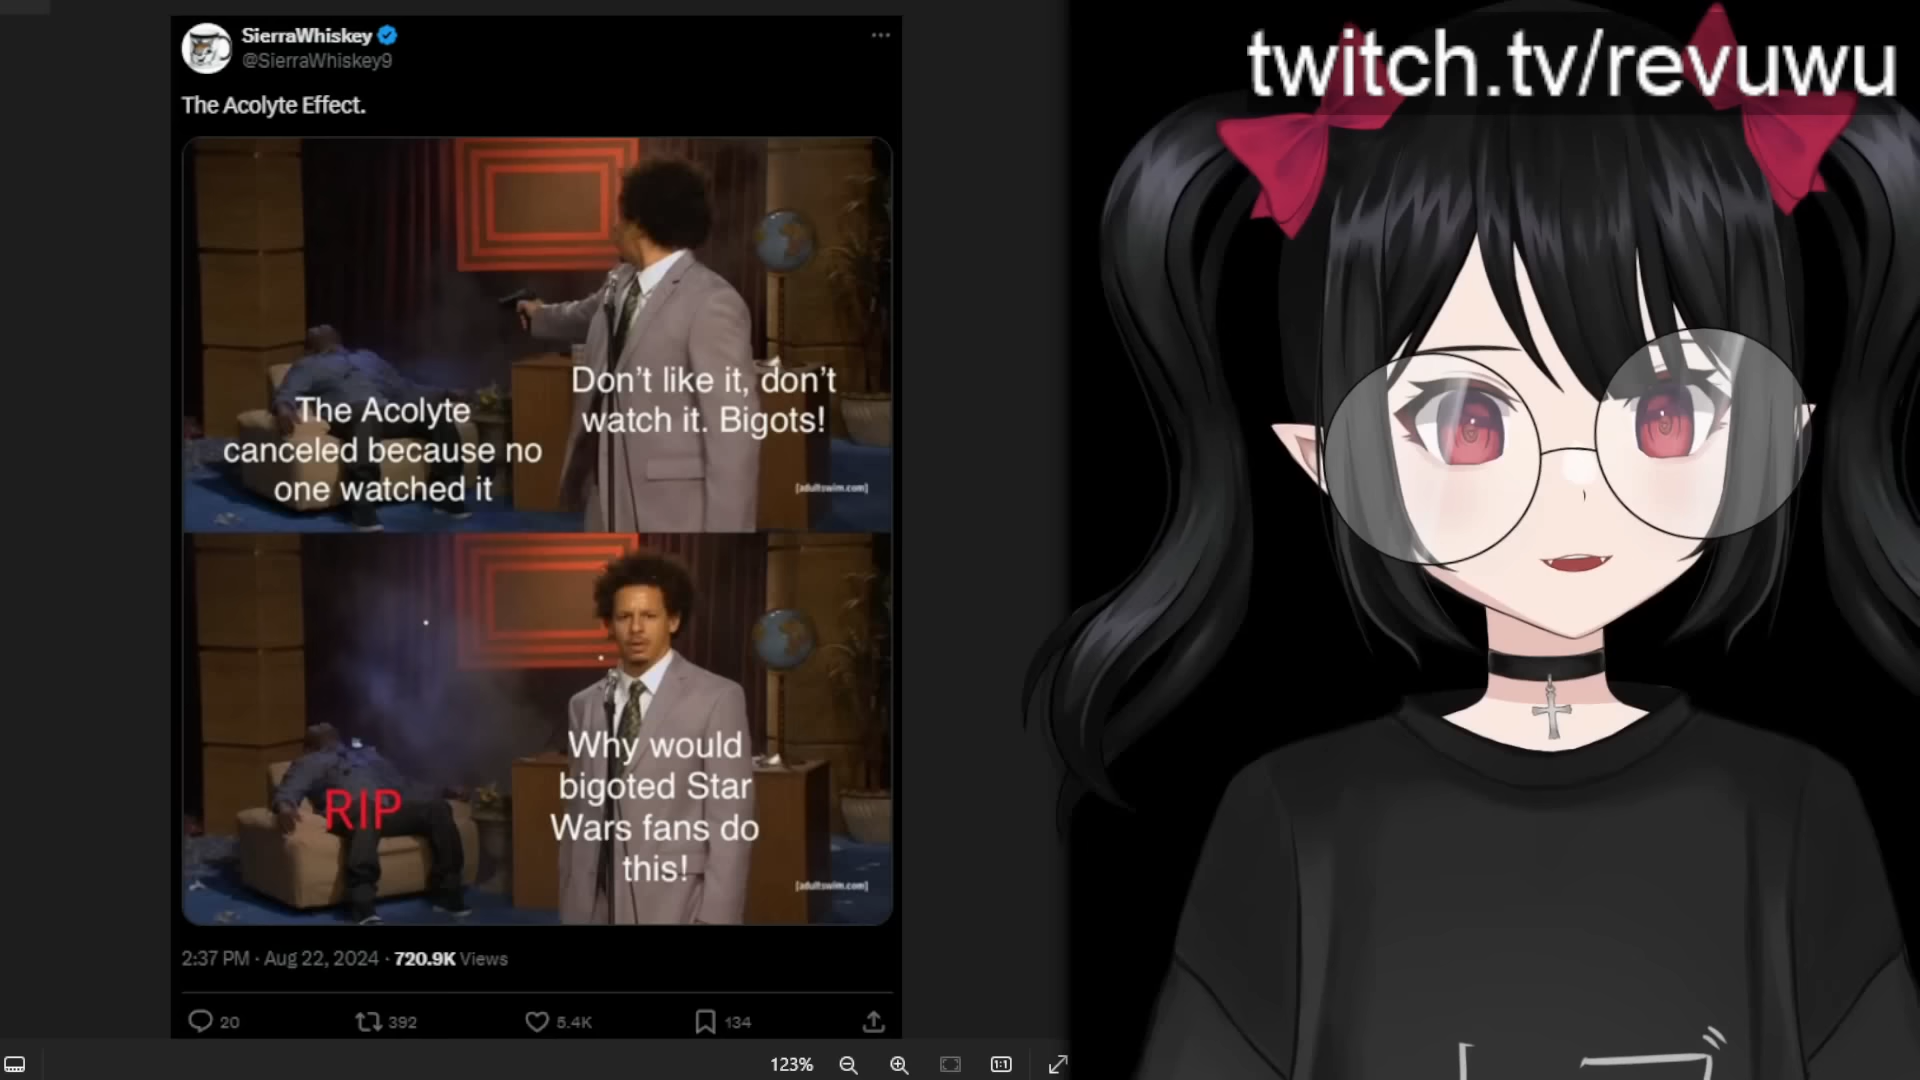 SierraWhiskey
@SierraWhiskey9
The Acolyte Effect.
Don't like it, don't
watch it. Bigots!
The Acolyte
canceled because no
one watched it
[adultswim.com]
Why would
bigoted Star
Wars fans do
this!
RIP
[adultswim.com]
2:37 PM · Aug 22, 2024 · 720.9K Views
20 392 5.4K 134
123% 1:1
twitch.tv/revuwu